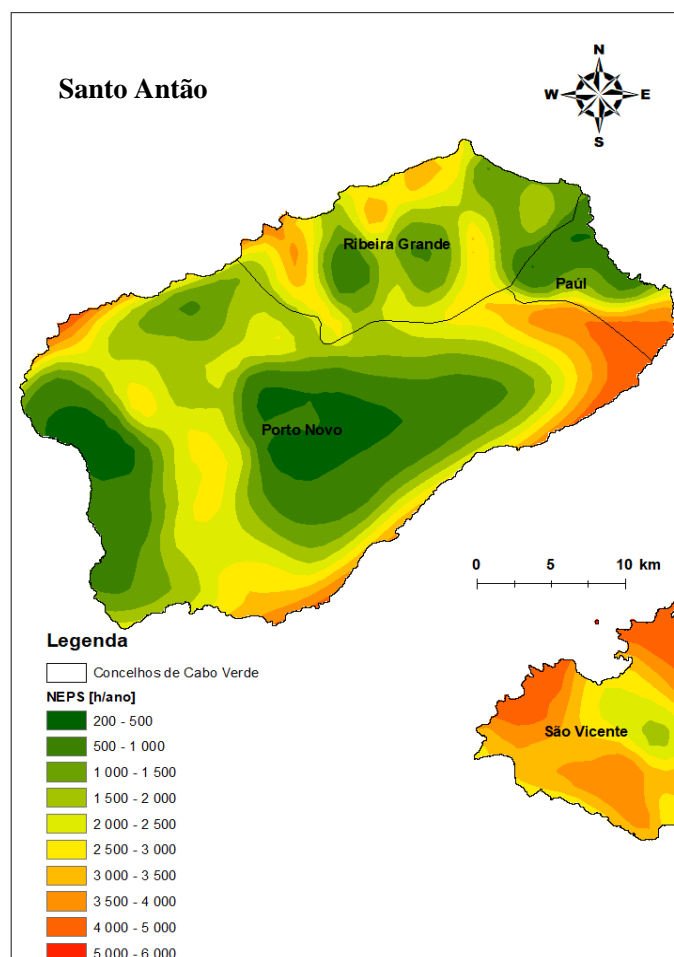 Santo Antão
N
W E
S
Ribeira Grande
Paúl
Porto Novo
0 5 10 km
Legenda
Concelhos de Cabo Verde
NEPS [h/ano]
200 - 500
500 - 1 000
1 000 - 1 500
1 500 - 2 000
2 000 - 2 500
2 500 - 3 000
3 000 - 3 500
3 500 - 4 000
4 000 - 5 000
5 000 - 6 000
São Vicente